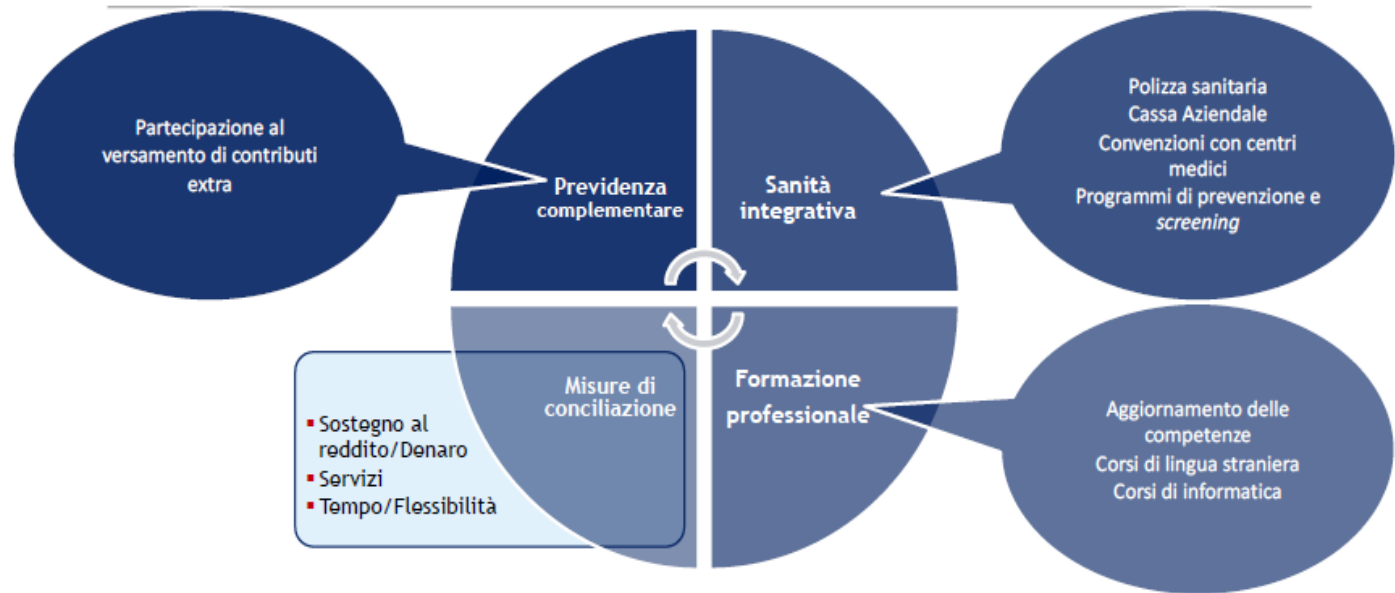 Partecipazione al
versamento di contributi
extra
Previdenza
complementare
Sanità
integrativa
Polizza sanitaria
Cassa Aziendale
Convenzioni con centri
medici
Programmi di prevenzione e
screening
Misure di
conciliazione
▪ Sostegno al
reddito/Denaro
▪ Servizi
▪ Tempo/Flessibilità
Formazione
professionale
Aggiornamento delle
competenze
Corsi di lingua straniera
Corsi di informatica